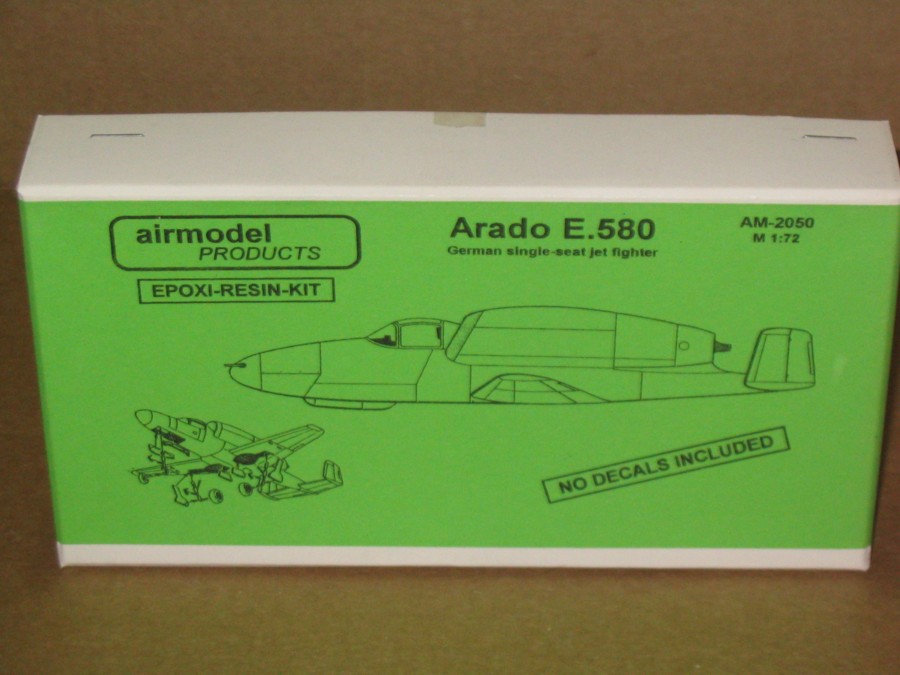 airmodel
PRODUCTS
EPOXI-RESIN-KIT
Arado E.580
German single-seat jet fighter
AM-2050
M 1:72
NO DECALS INCLUDED